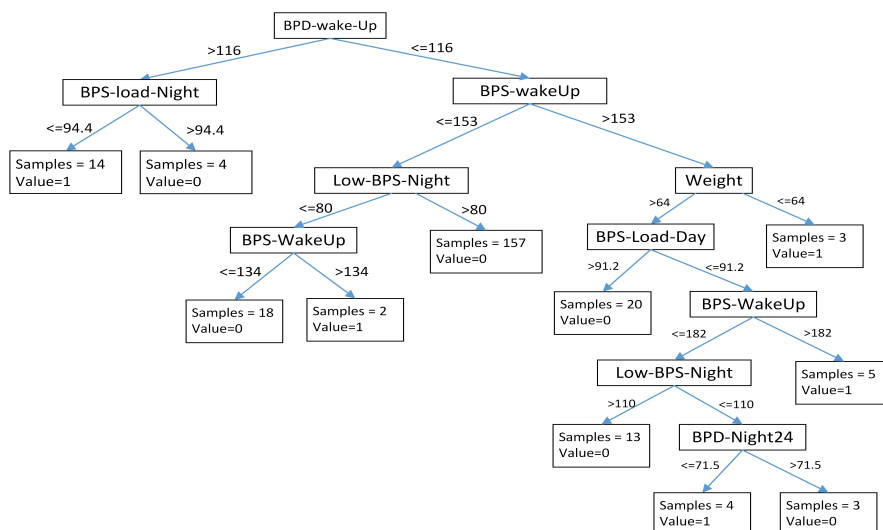 BPD-wake-Up
>116
<=116
BPS-load-Night
BPS-wakeUp
<=94.4
>94.4
<=153
>153
Samples = 14
Value=1
Samples = 4
Value=0
Low-BPS-Night
Weight
<=80
>80
>64
<=64
BPS-WakeUp
Samples = 157
Value=0
BPS-Load-Day
Samples = 3
Value=1
<=134
>134
>91.2
<=91.2
Samples = 18
Value=0
Samples = 2
Value=1
Samples = 20
Value=0
BPS-WakeUp
<=182
>182
Low-BPS-Night
Samples = 5
Value=1
>110
<=110
Samples = 13
Value=0
BPD-Night24
<=71.5
>71.5
Samples = 4
Value=1
Samples = 3
Value=0